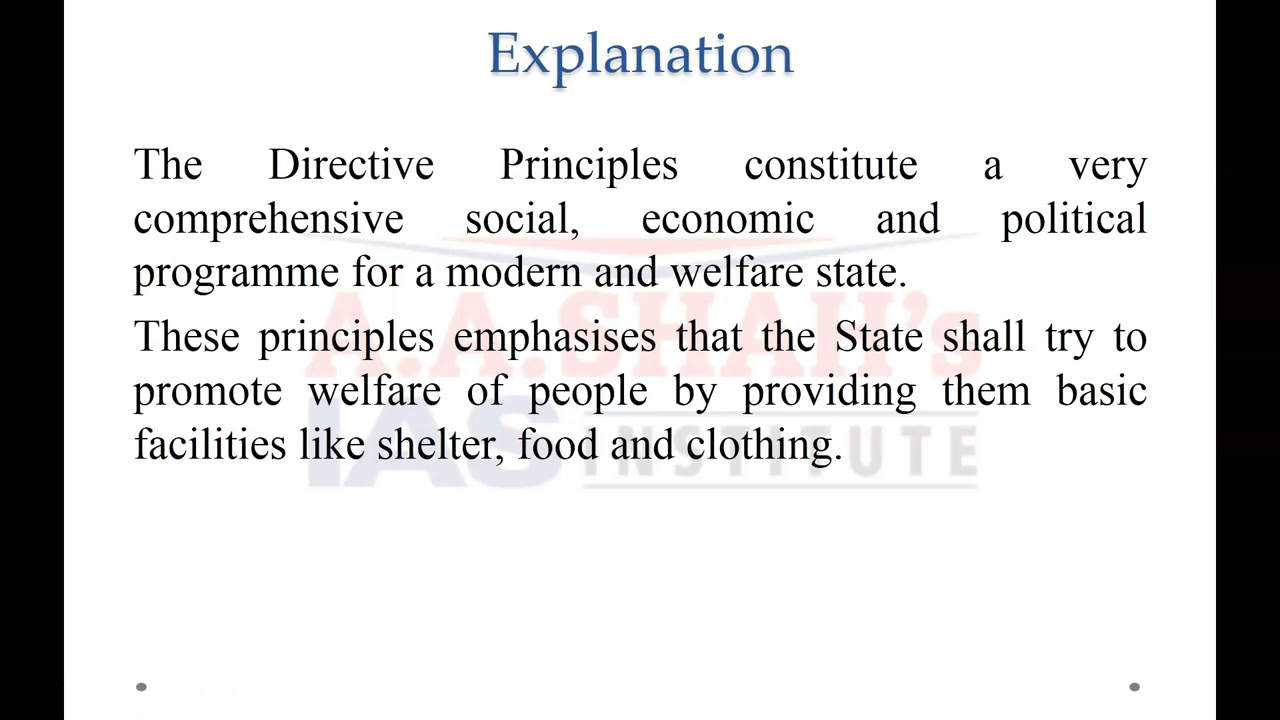 Explanation
The Directive Principles constitute a very
comprehensive social, economic and political
programme for a modern and welfare state.
These principles emphasises that the State shall try to
promote welfare of people by providing them basic
facilities like shelter, food and clothing.
A.A.SHAH's
IAS INSTITUTE